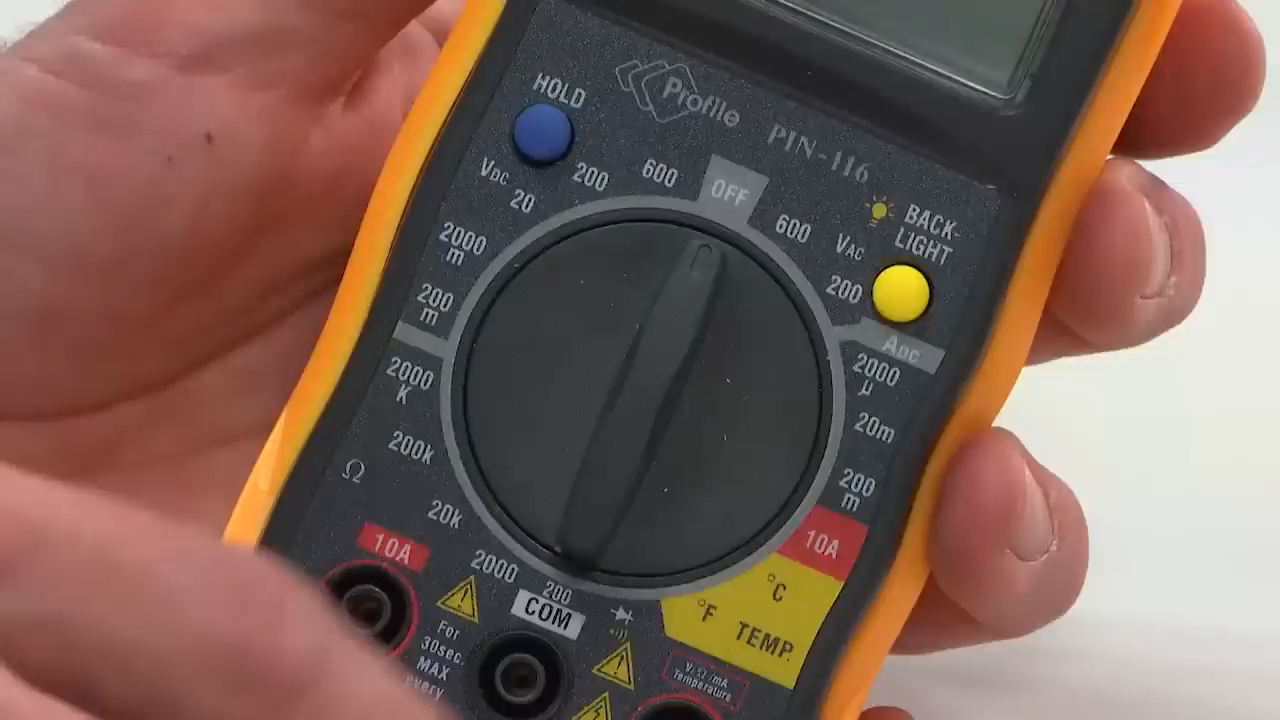 HOLD
Profile
PIN-116
VDC
20
200
600
OFF
600
VAC
200
BACK-
LIGHT
2000
m
200
m
ADC
2000
µ
20m
200
m
10A
2000
K
200k
Ω
20k
2000
200
10A
COM
For
30sec.
MAX
every
°C
°F TEMP.
V/Ω/mA
Temperature